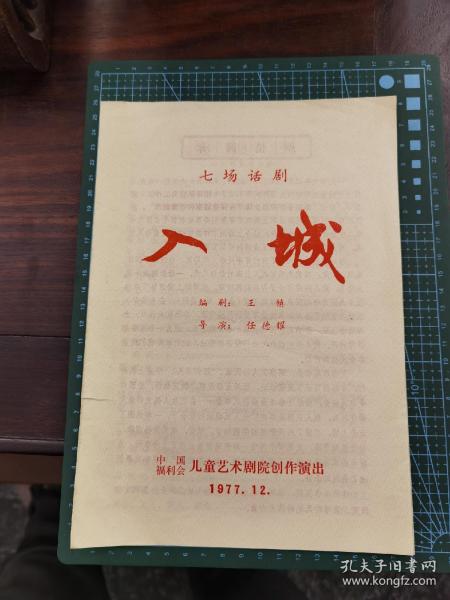 七场话剧
入城
编剧：王 镇
导演：任德耀
中国
福利会 儿童艺术剧院创作演出
1977.12.
孔夫子旧书网
www.kongfz.com